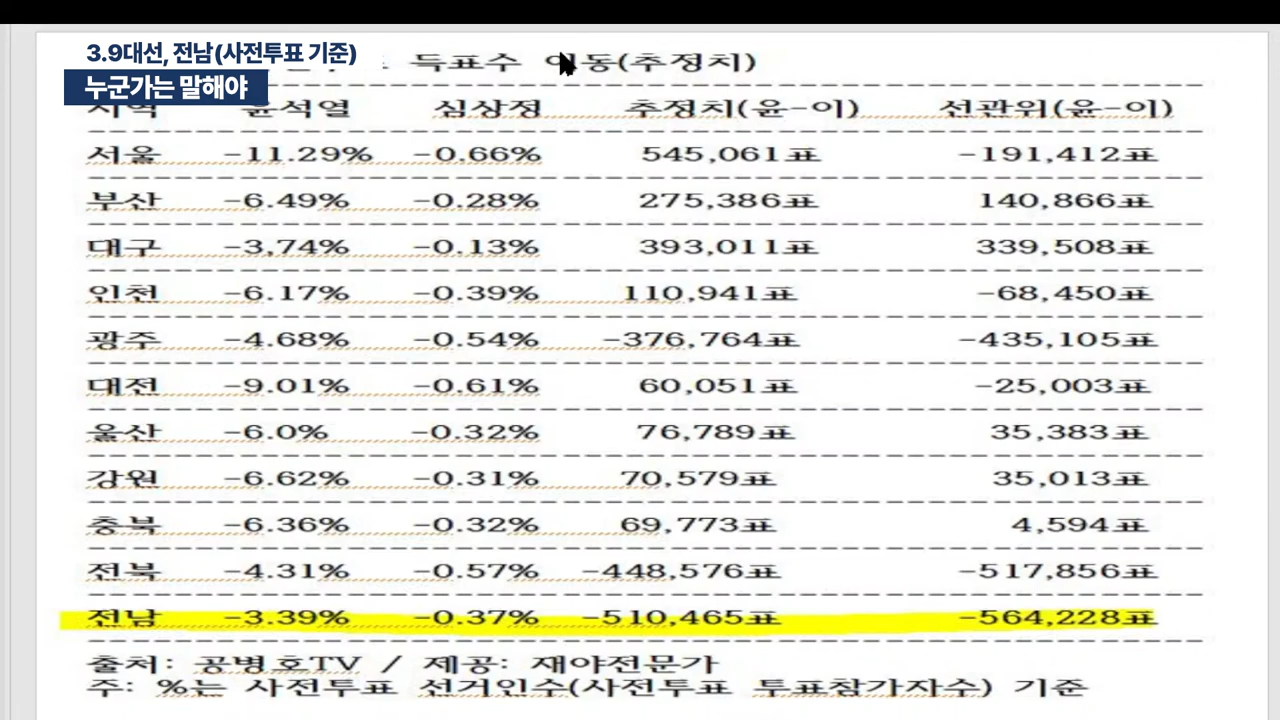 3.9대선, 전남(사전투표 기준)
누군가는 말해야
득표수 이동(추정치)
지역 윤석열 심상정 추정치(윤-이) 선관위(윤-이)
서울 -11.29% -0.66% 545,061표 -191,412표
부산 -6.49% -0.28% 275,386표 140,866표
대구 -3,74% -0.13% 393,011표 339,508표
인천 -6.17% -0.39% 110,941표 -68,450표
광주 -4.68% -0.54% -376,764표 -435,105표
대전 -9.01% -0.61% 60,051표 -25,003표
울산 -6.0% -0.32% 76,789표 35,383표
강원 -6.62% -0.31% 70,579표 35,013표
충북 -6.36% -0.32% 69,773표 4,594표
전북 -4.31% -0.57% -448,576표 -517,856표
전남 -3.39% -0.37% -510,465표 -564,228표
출처: 공병호TV / 제공: 재야전문가
주: %는 사전투표 선거인수(사전투표 투표참가자수) 기준